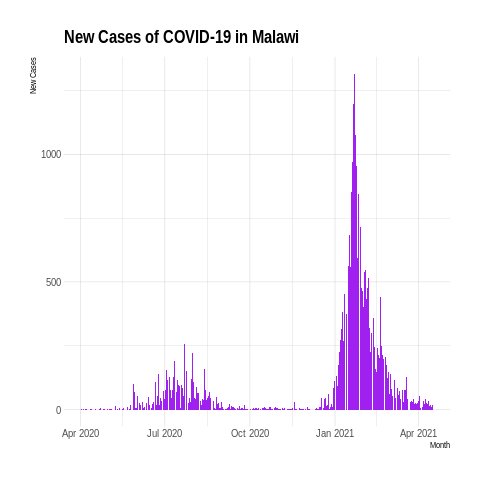 New Cases of COVID-19 in Malawi
New Cases
1000
500
0
Apr 2020 Jul 2020 Oct 2020 Jan 2021 Apr 2021
Month